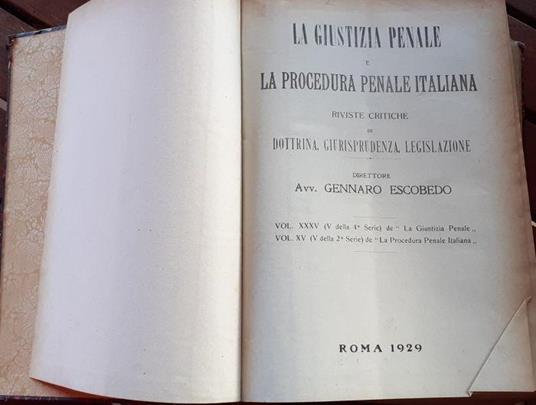 LA GIUSTIZIA PENALE
E
LA PROCEDURA PENALE ITALIANA
RIVISTE CRITICHE
DI
DOTTRINA, GIURISPRUDENZA, LEGISLAZIONE
DIRETTORE
AVV. GENNARO ESCOBEDO
VOL. XXXV (V della 4ª Serie) de " La Giustizia Penale „
VOL. XV (V della 2ª Serie) de " La Procedura Penale Italiana „
ROMA 1929